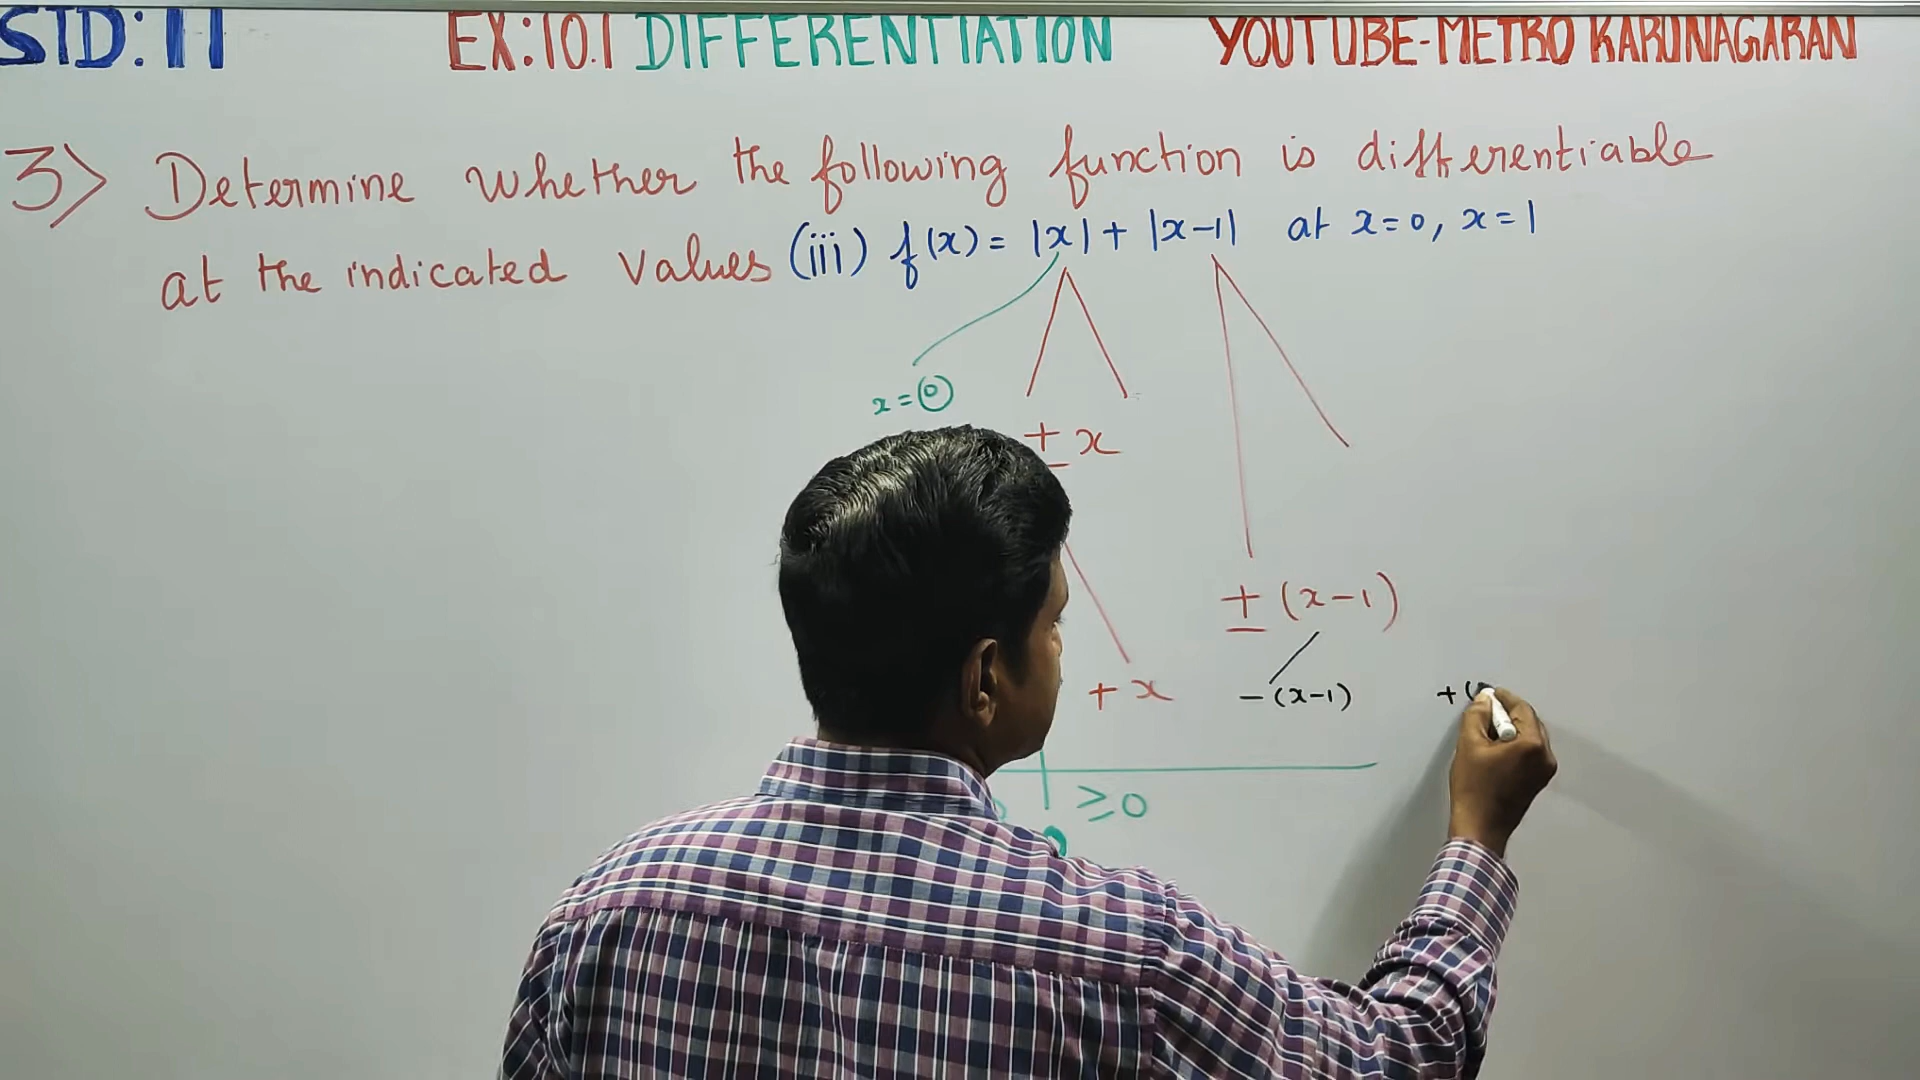 STD: 11 EX:10.1 DIFFERENTIATION YOUTUBE-METRO KARUNAGARAN
3> Determine whether the following function is differentiable
at the indicated values (iii) f(x) = |x| + |x-1| at x=0, x=1
x = 0
± x
± (x-1)
+ x - (x-1) + (
≥0
0